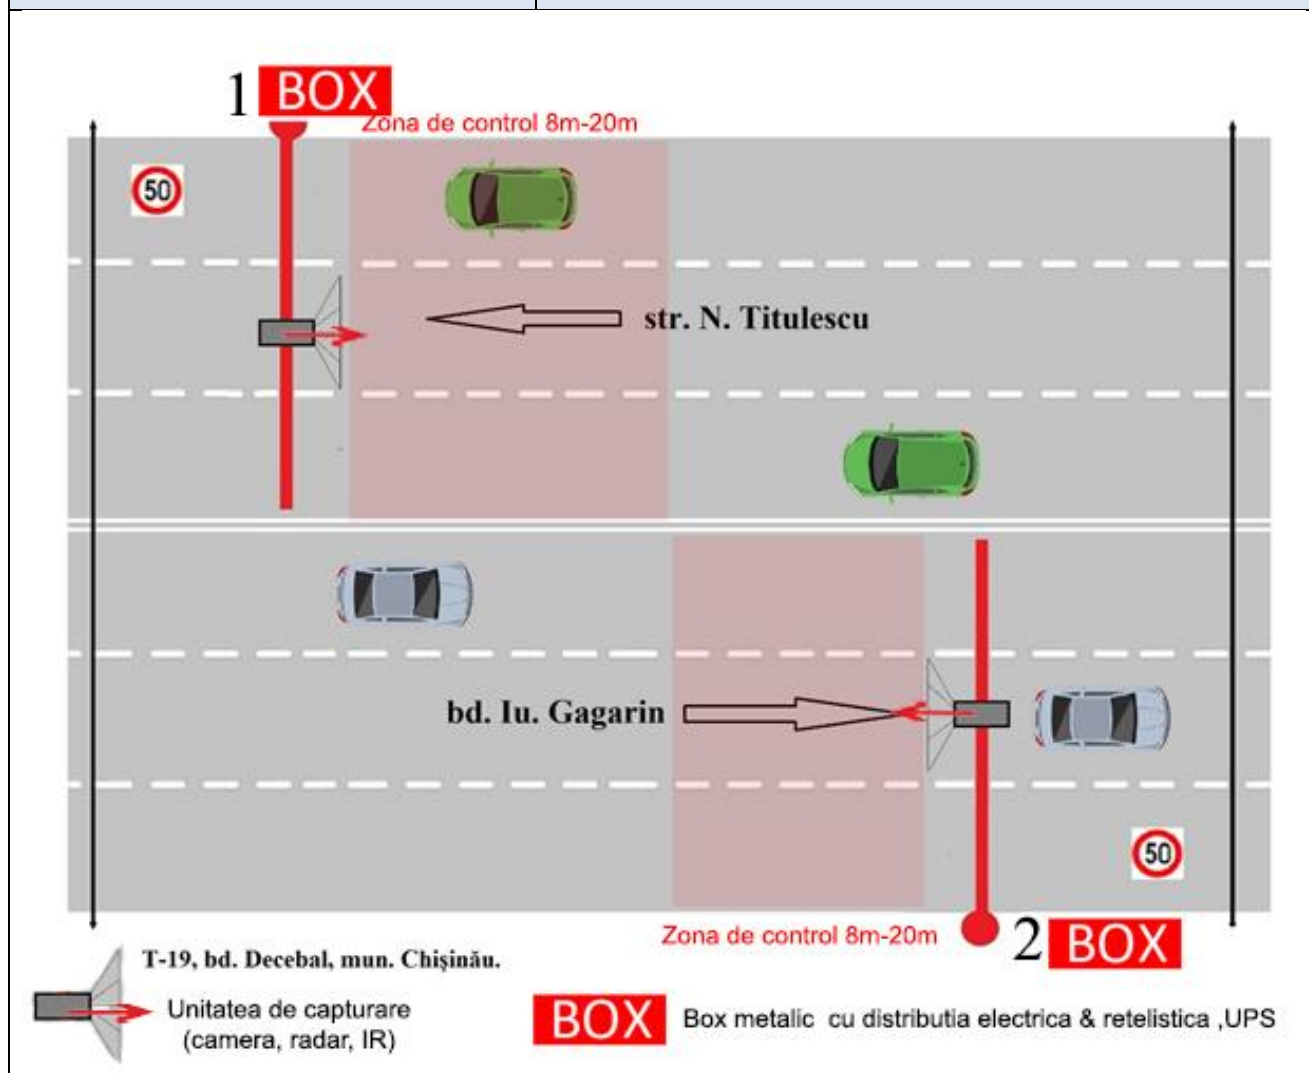 1 BOX
Zona de control 8m-20m
50
str. N. Titulescu
bd. Iu. Gagarin
50
Zona de control 8m-20m
2 BOX
T-19, bd. Decebal, mun. Chișinău.
Unitatea de capturare
(camera, radar, IR)
BOX
Box metalic cu distributia electrica & retelistica ,UPS